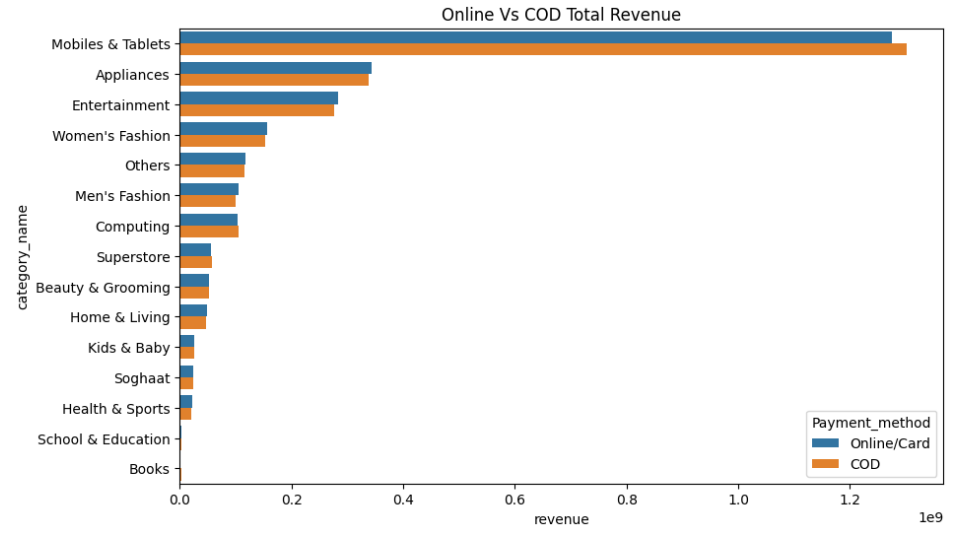 Online Vs COD Total Revenue
category_name
Mobiles & Tablets
Appliances
Entertainment
Women's Fashion
Others
Men's Fashion
Computing
Superstore
Beauty & Grooming
Home & Living
Kids & Baby
Soghaat
Health & Sports
School & Education
Books
Payment_method
Online/Card
COD
0.0 0.2 0.4 0.6 0.8 1.0 1.2
1e9
revenue